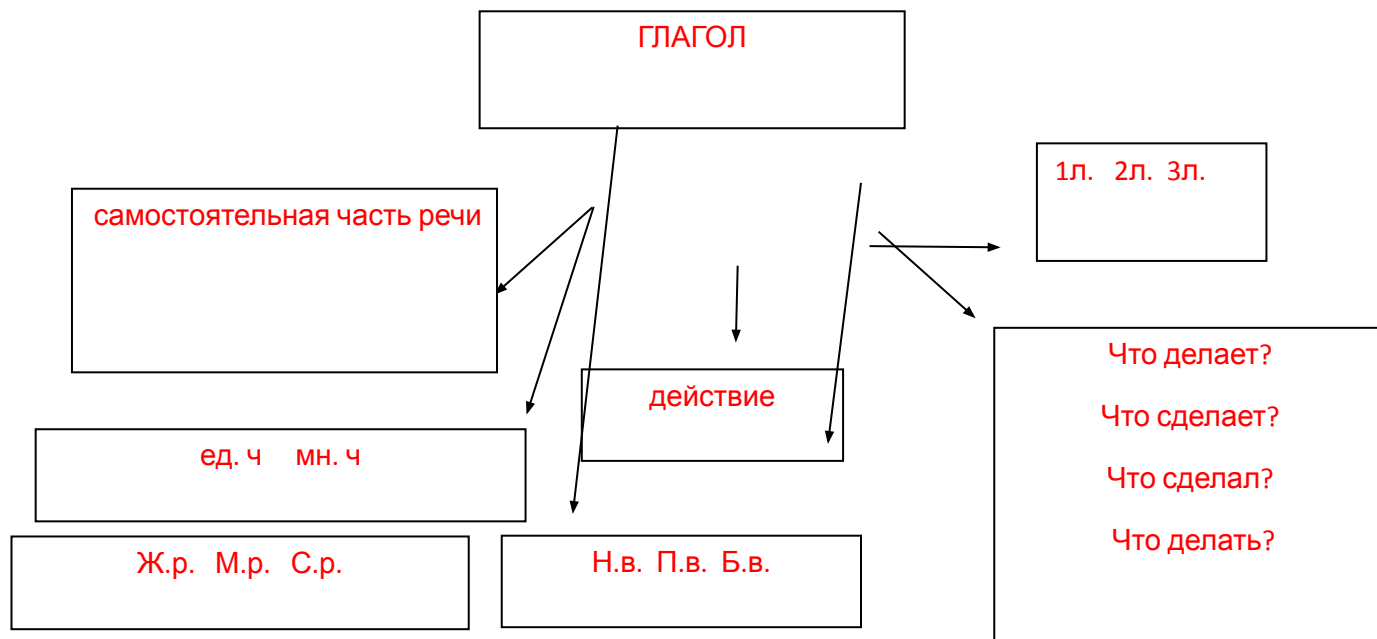 ГЛАГОЛ
1л. 2л. 3л.
самостоятельная часть речи
Что делает?
действие
Что сделает?
ед. ч мн. ч
Что сделал?
Что делать?
Ж.р. М.р. С.р.
Н.в. П.в. Б.в.